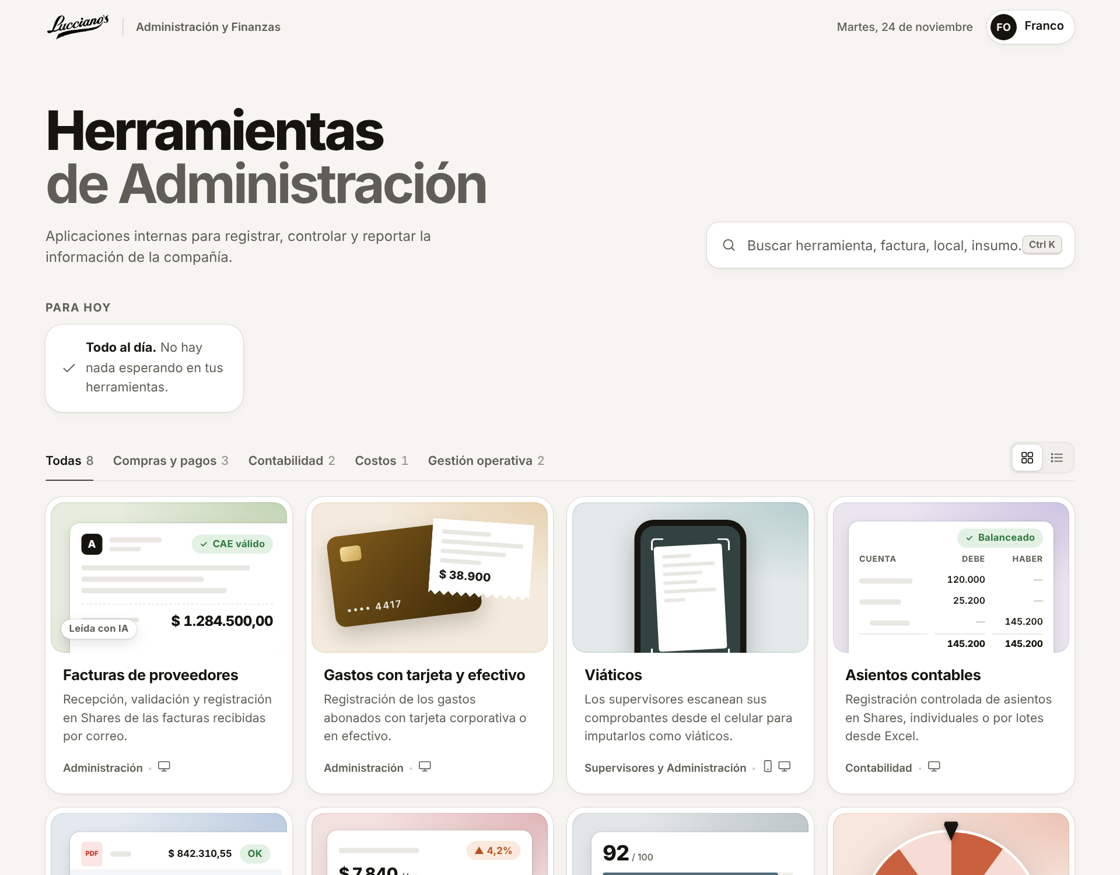 Lucciano's
Administración y Finanzas
Martes, 24 de noviembre
FO
Franco
Herramientas
de Administración
Aplicaciones internas para registrar, controlar y reportar la
información de la compañía.
Buscar herramienta, factura, local, insumo.
Ctrl K
PARA HOY
Todo al día. No hay
nada esperando en tus
herramientas.
Todas 8
Compras y pagos 3
Contabilidad 2
Costos 1
Gestión operativa 2
A
CAE válido
$ 1.284.500,00
Leída con IA
Facturas de proveedores
Recepción, validación y registración
en Shares de las facturas recibidas
por correo.
Administración
$ 38.900
•••• 4417
Gastos con tarjeta y efectivo
Registración de los gastos
abonados con tarjeta corporativa o
en efectivo.
Administración
Viáticos
Los supervisores escanean sus
comprobantes desde el celular para
imputarlos como viáticos.
Supervisores y Administración
Balanceado
CUENTA DEBE HABER
120.000 —
25.200 —
— 145.200
145.200 145.200
Asientos contables
Registración controlada de asientos
en Shares, individuales o por lotes
desde Excel.
Contabilidad
PDF
$ 842.310,55
OK
▲ 4,2%
$ 7.840
92 / 100